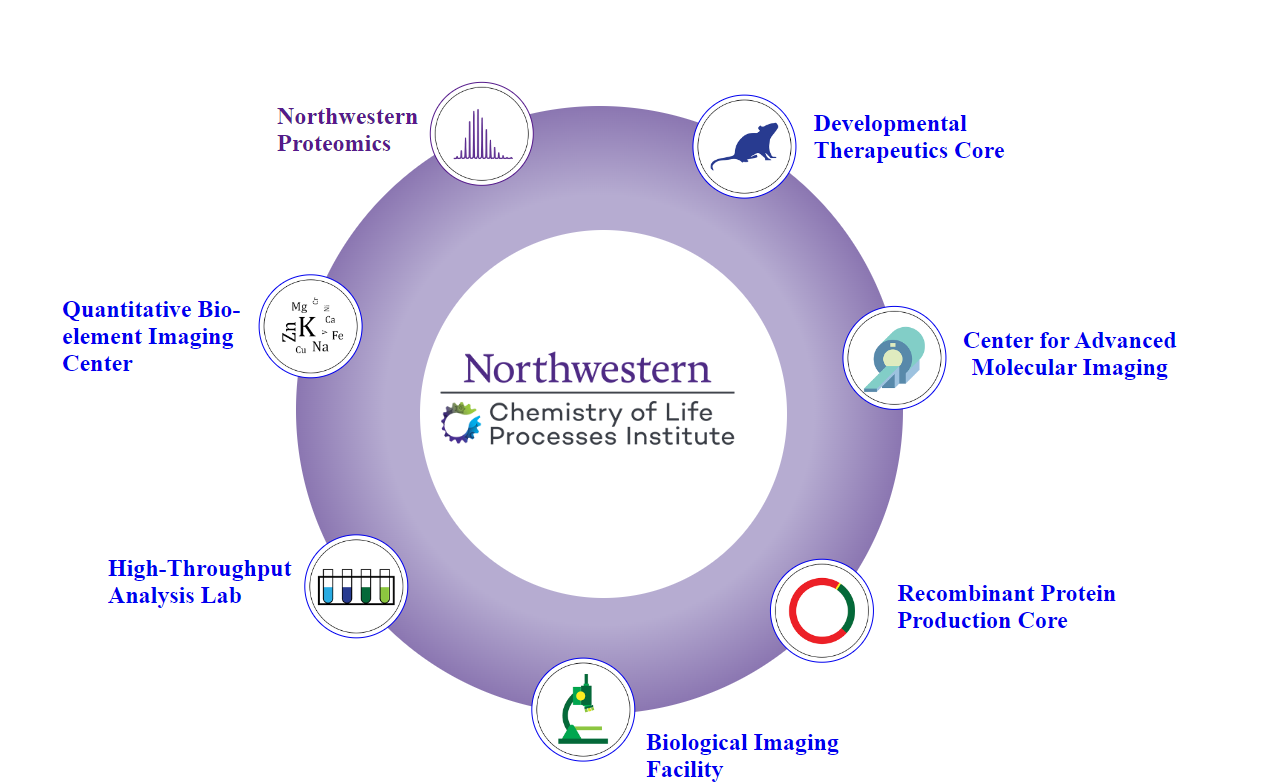 Northwestern
Proteomics
Developmental
Therapeutics Core
Quantitative Bio-
element Imaging
Center
Mg
Cr
Ni
Zn
K
Ca
V
Fe
Cu
Na
Center for Advanced
Molecular Imaging
Northwestern
Chemistry of Life
Processes Institute
High-Throughput
Analysis Lab
Recombinant Protein
Production Core
Biological Imaging
Facility